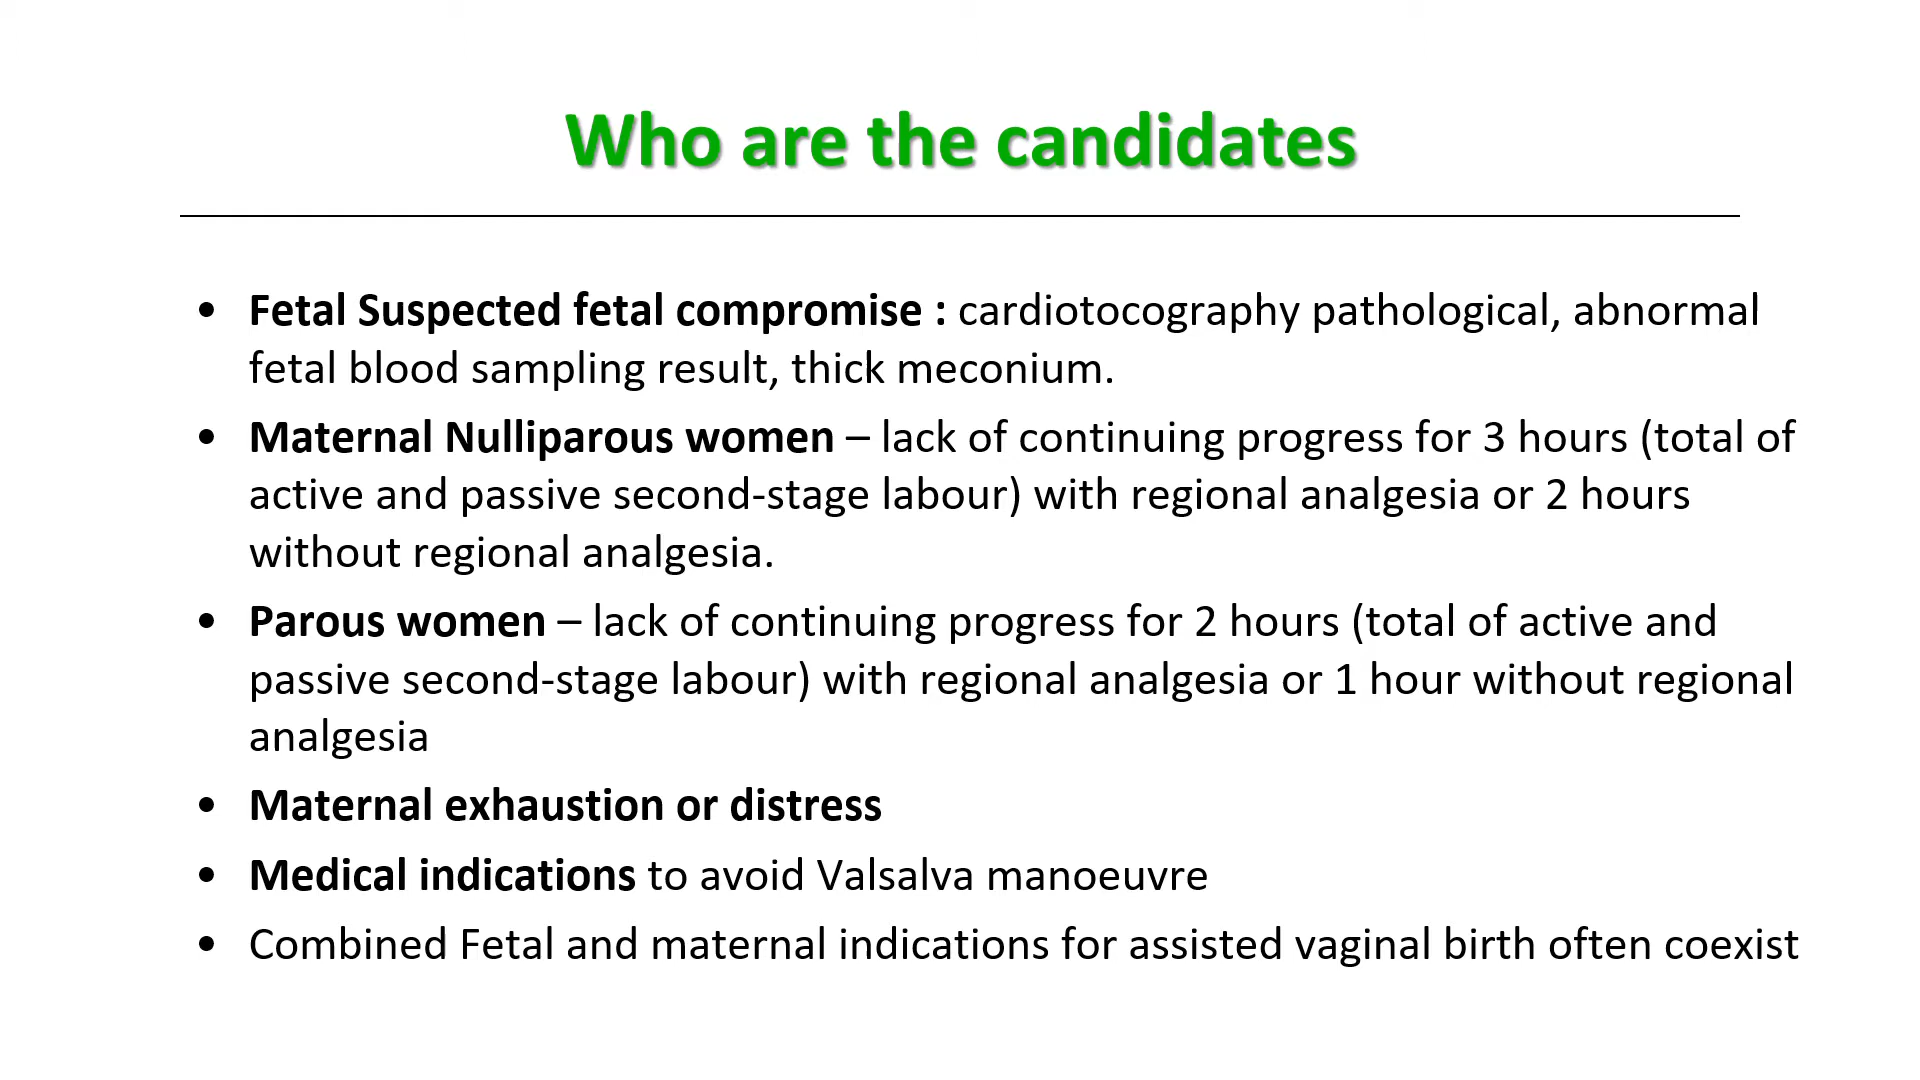 Who are the candidates
• Fetal Suspected fetal compromise : cardiotocography pathological, abnormal
fetal blood sampling result, thick meconium.
• Maternal Nulliparous women – lack of continuing progress for 3 hours (total of
active and passive second-stage labour) with regional analgesia or 2 hours
without regional analgesia.
• Parous women – lack of continuing progress for 2 hours (total of active and
passive second-stage labour) with regional analgesia or 1 hour without regional
analgesia
• Maternal exhaustion or distress
• Medical indications to avoid Valsalva manoeuvre
• Combined Fetal and maternal indications for assisted vaginal birth often coexist